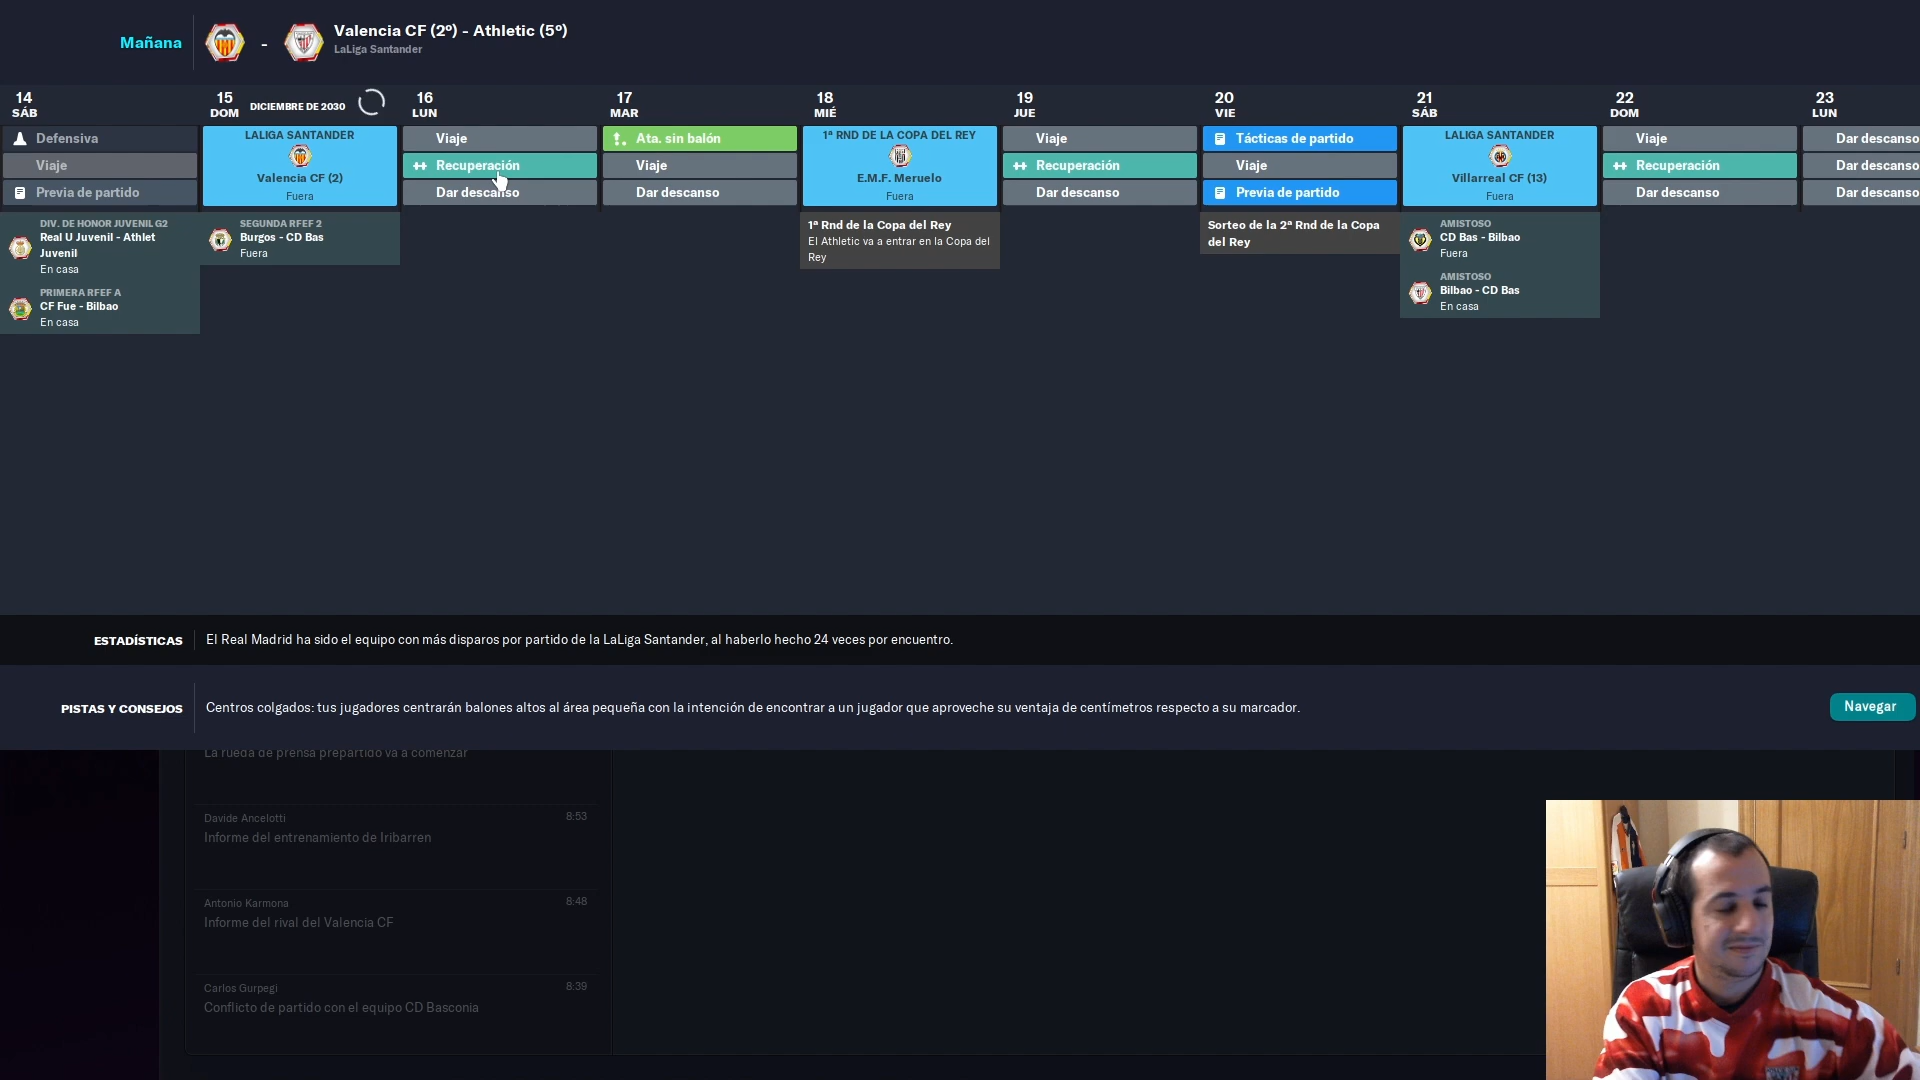 Mañana
-
Valencia CF (2º) - Athletic (5º)
LaLiga Santander
14
SÁB
15
DOM
DICIEMBRE DE 2030
16
LUN
17
MAR
18
MIÉ
19
JUE
20
VIE
21
SÁB
22
DOM
23
LUN
Defensiva
Viaje
Previa de partido
LALIGA SANTANDER
Valencia CF (2)
Fuera
Viaje
Recuperación
Dar descanso
Ata. sin balón
Viaje
Dar descanso
1ª RND DE LA COPA DEL REY
E.M.F. Meruelo
Fuera
Viaje
Recuperación
Dar descanso
Tácticas de partido
Viaje
Previa de partido
LALIGA SANTANDER
Villarreal CF (13)
Fuera
Viaje
Recuperación
Dar descanso
Dar descanso
Dar descanso
Dar descanso
DIV. DE HONOR JUVENIL G2
Real U Juvenil - Athlet
Juvenil
En casa
PRIMERA RFEF A
CF Fue - Bilbao
En casa
SEGUNDA RFEF 2
Burgos - CD Bas
Fuera
1ª Rnd de la Copa del Rey
El Athletic va a entrar en la Copa del
Rey
Sorteo de la 2ª Rnd de la Copa
del Rey
AMISTOSO
CD Bas - Bilbao
Fuera
AMISTOSO
Bilbao - CD Bas
En casa
ESTADÍSTICAS
El Real Madrid ha sido el equipo con más disparos por partido de la LaLiga Santander, al haberlo hecho 24 veces por encuentro.
PISTAS Y CONSEJOS
Centros colgados: tus jugadores centrarán balones altos al área pequeña con la intención de encontrar a un jugador que aproveche su ventaja de centímetros respecto a su marcador.
Navegar
La rueda de prensa prepartido va a comenzar
Davide Ancelotti
8:53
Informe del entrenamiento de Iribarren
Antonio Karmona
8:48
Informe del rival del Valencia CF
Carlos Gurpegi
8:39
Conflicto de partido con el equipo CD Basconia